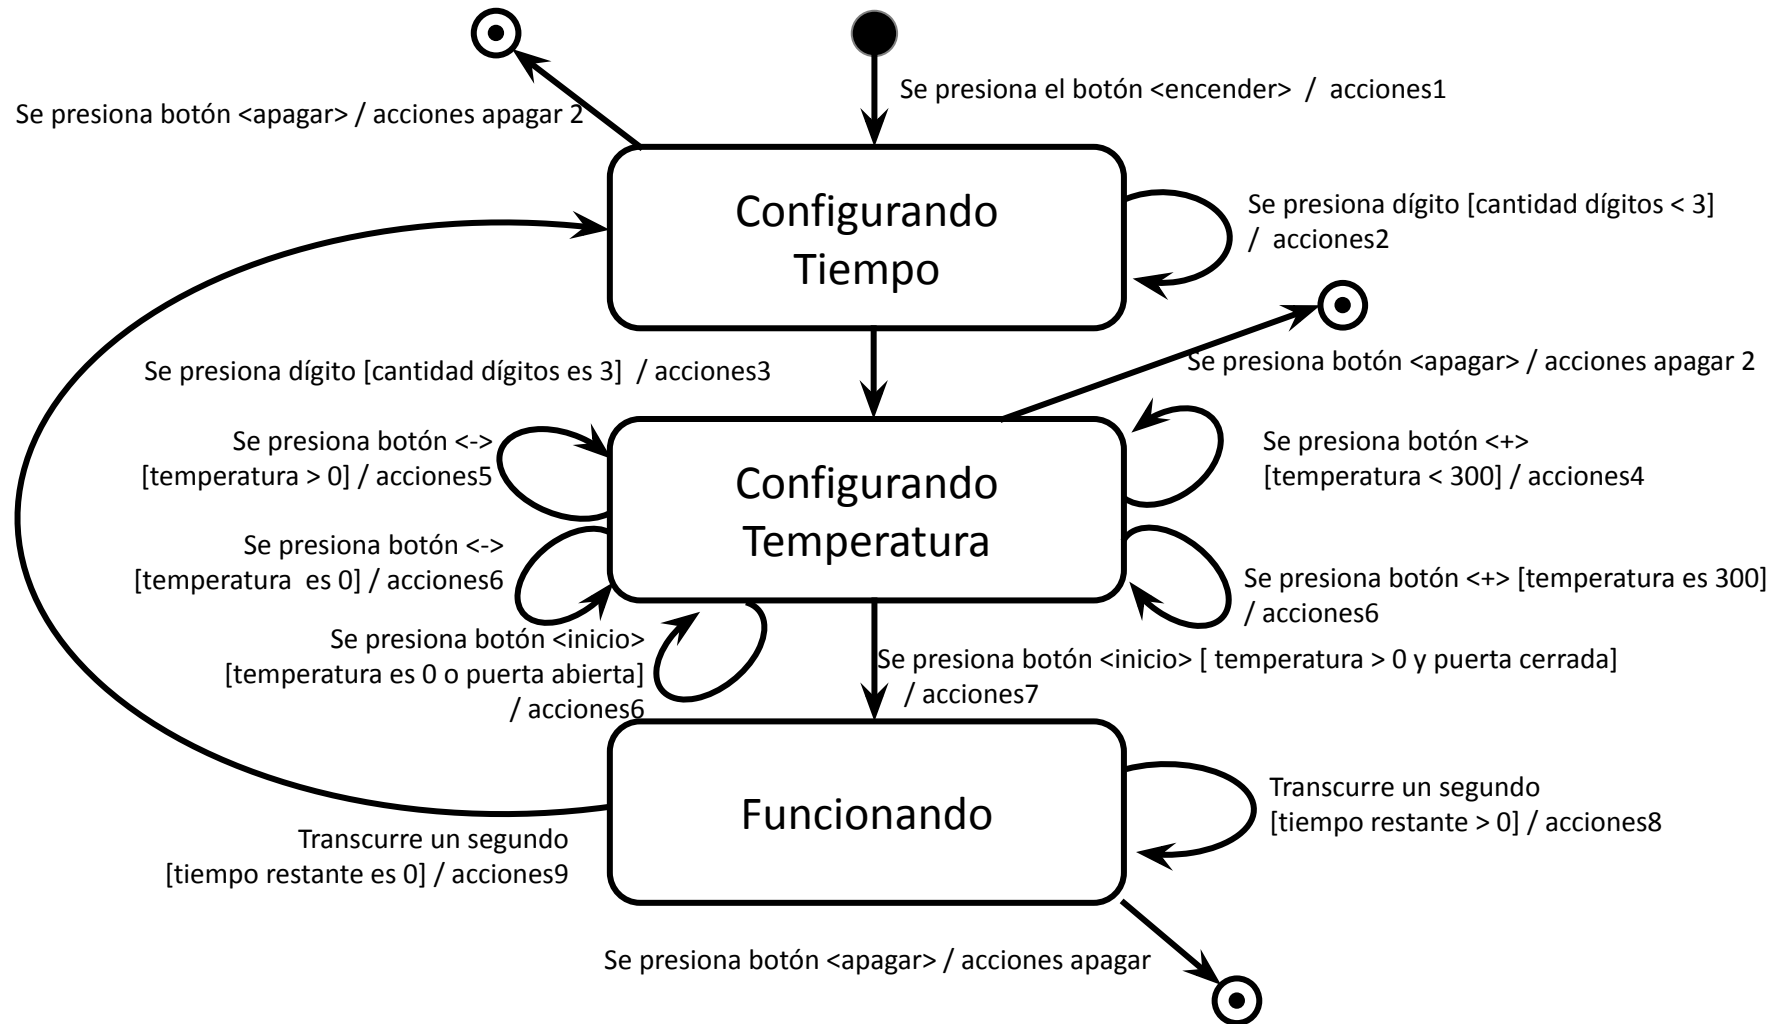 Se presiona el botón <encender> / acciones1
Se presiona botón <apagar> / acciones apagar 2
Configurando
Tiempo
Se presiona dígito [cantidad dígitos < 3]
/ acciones2
Se presiona dígito [cantidad dígitos es 3] / acciones3
Se presiona botón <apagar> / acciones apagar 2
Se presiona botón <->
[temperatura > 0] / acciones5
Configurando
Temperatura
Se presiona botón <+>
[temperatura < 300] / acciones4
Se presiona botón <->
[temperatura es 0] / acciones6
Se presiona botón <+> [temperatura es 300]
/ acciones6
Se presiona botón <inicio>
[temperatura es 0 o puerta abierta]
/ acciones6
Se presiona botón <inicio> [ temperatura > 0 y puerta cerrada]
/ acciones7
Funcionando
Transcurre un segundo
[tiempo restante > 0] / acciones8
Transcurre un segundo
[tiempo restante es 0] / acciones9
Se presiona botón <apagar> / acciones apagar